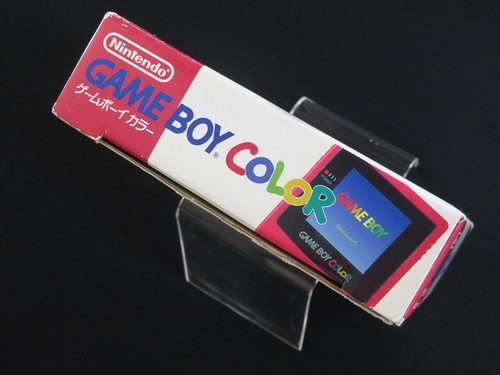 Nintendo
GAME BOY COLOR
ゲームボーイ カラー
GAME BOY
GAME BOY COLOR